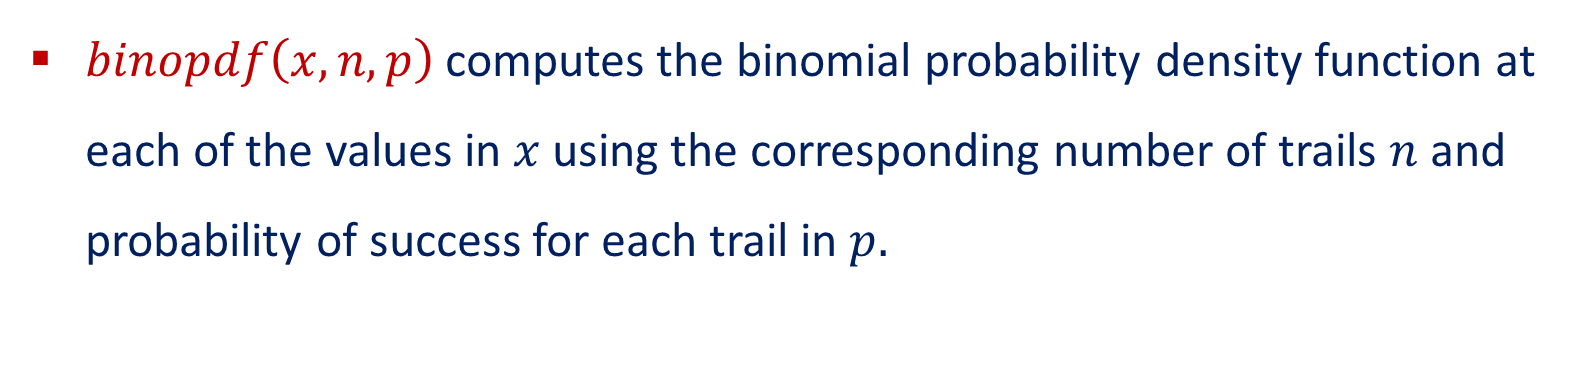 ▪ binopdf(x, n, p) computes the binomial probability density function at
each of the values in x using the corresponding number of trails n and
probability of success for each trail in p.